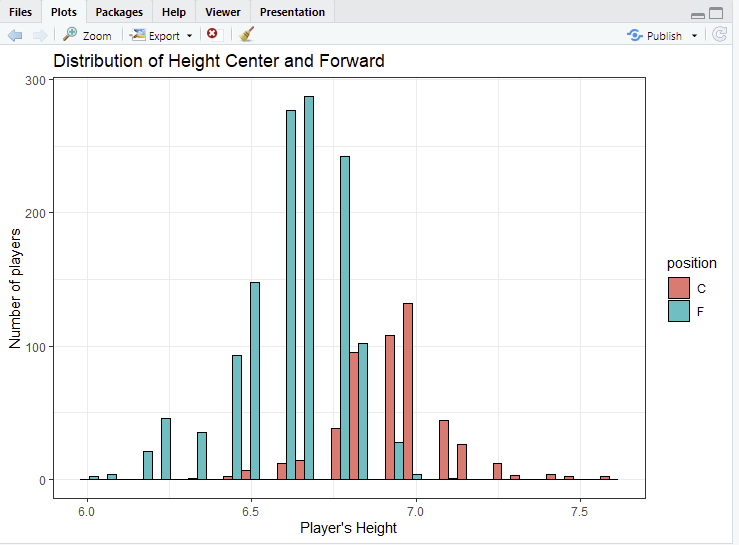 Files Plots Packages Help Viewer Presentation
Zoom Export Publish
Distribution of Height Center and Forward
300
200
100
0
Number of players
6.0 6.5 7.0 7.5
Player's Height
position
C
F